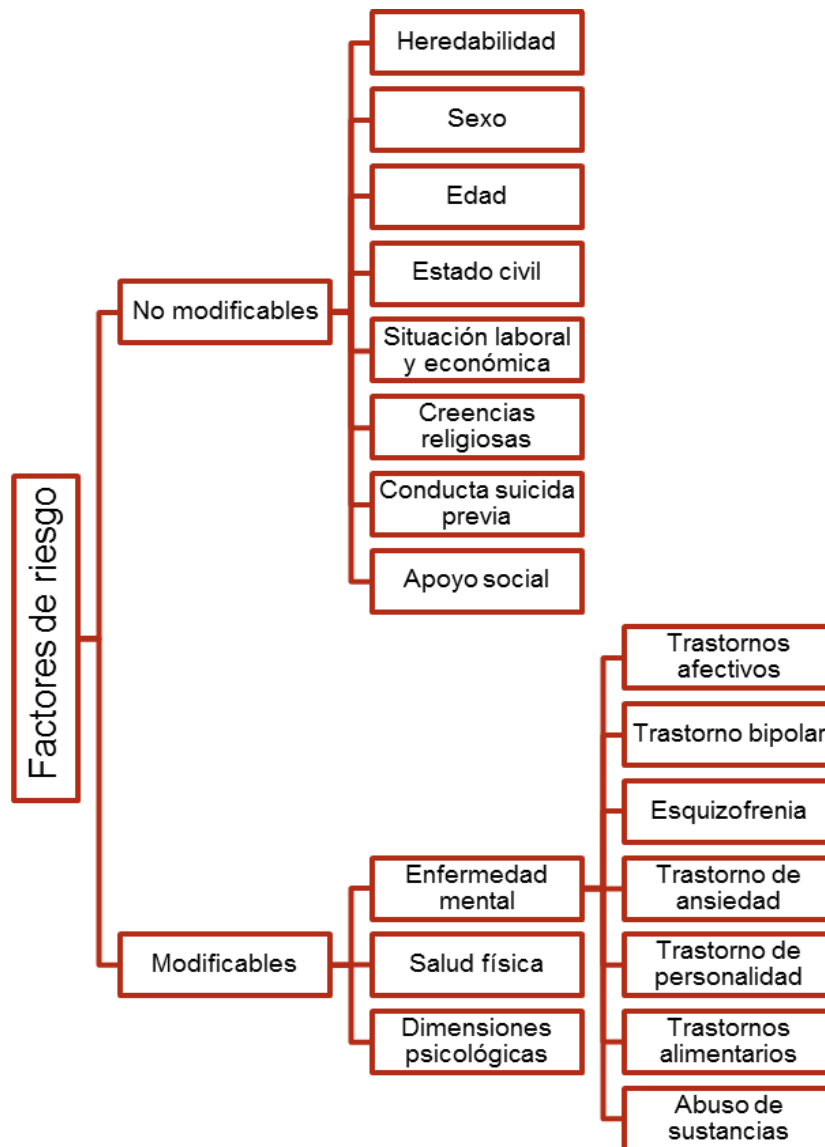 Factores de riesgo
No modificables
Heredabilidad
Sexo
Edad
Estado civil
Situación laboral
y económica
Creencias
religiosas
Conducta suicida
previa
Apoyo social
Modificables
Enfermedad
mental
Trastornos
afectivos
Trastorno bipolar
Esquizofrenia
Trastorno de
ansiedad
Trastorno de
personalidad
Trastornos
alimentarios
Abuso de
sustancias
Salud física
Dimensiones
psicológicas